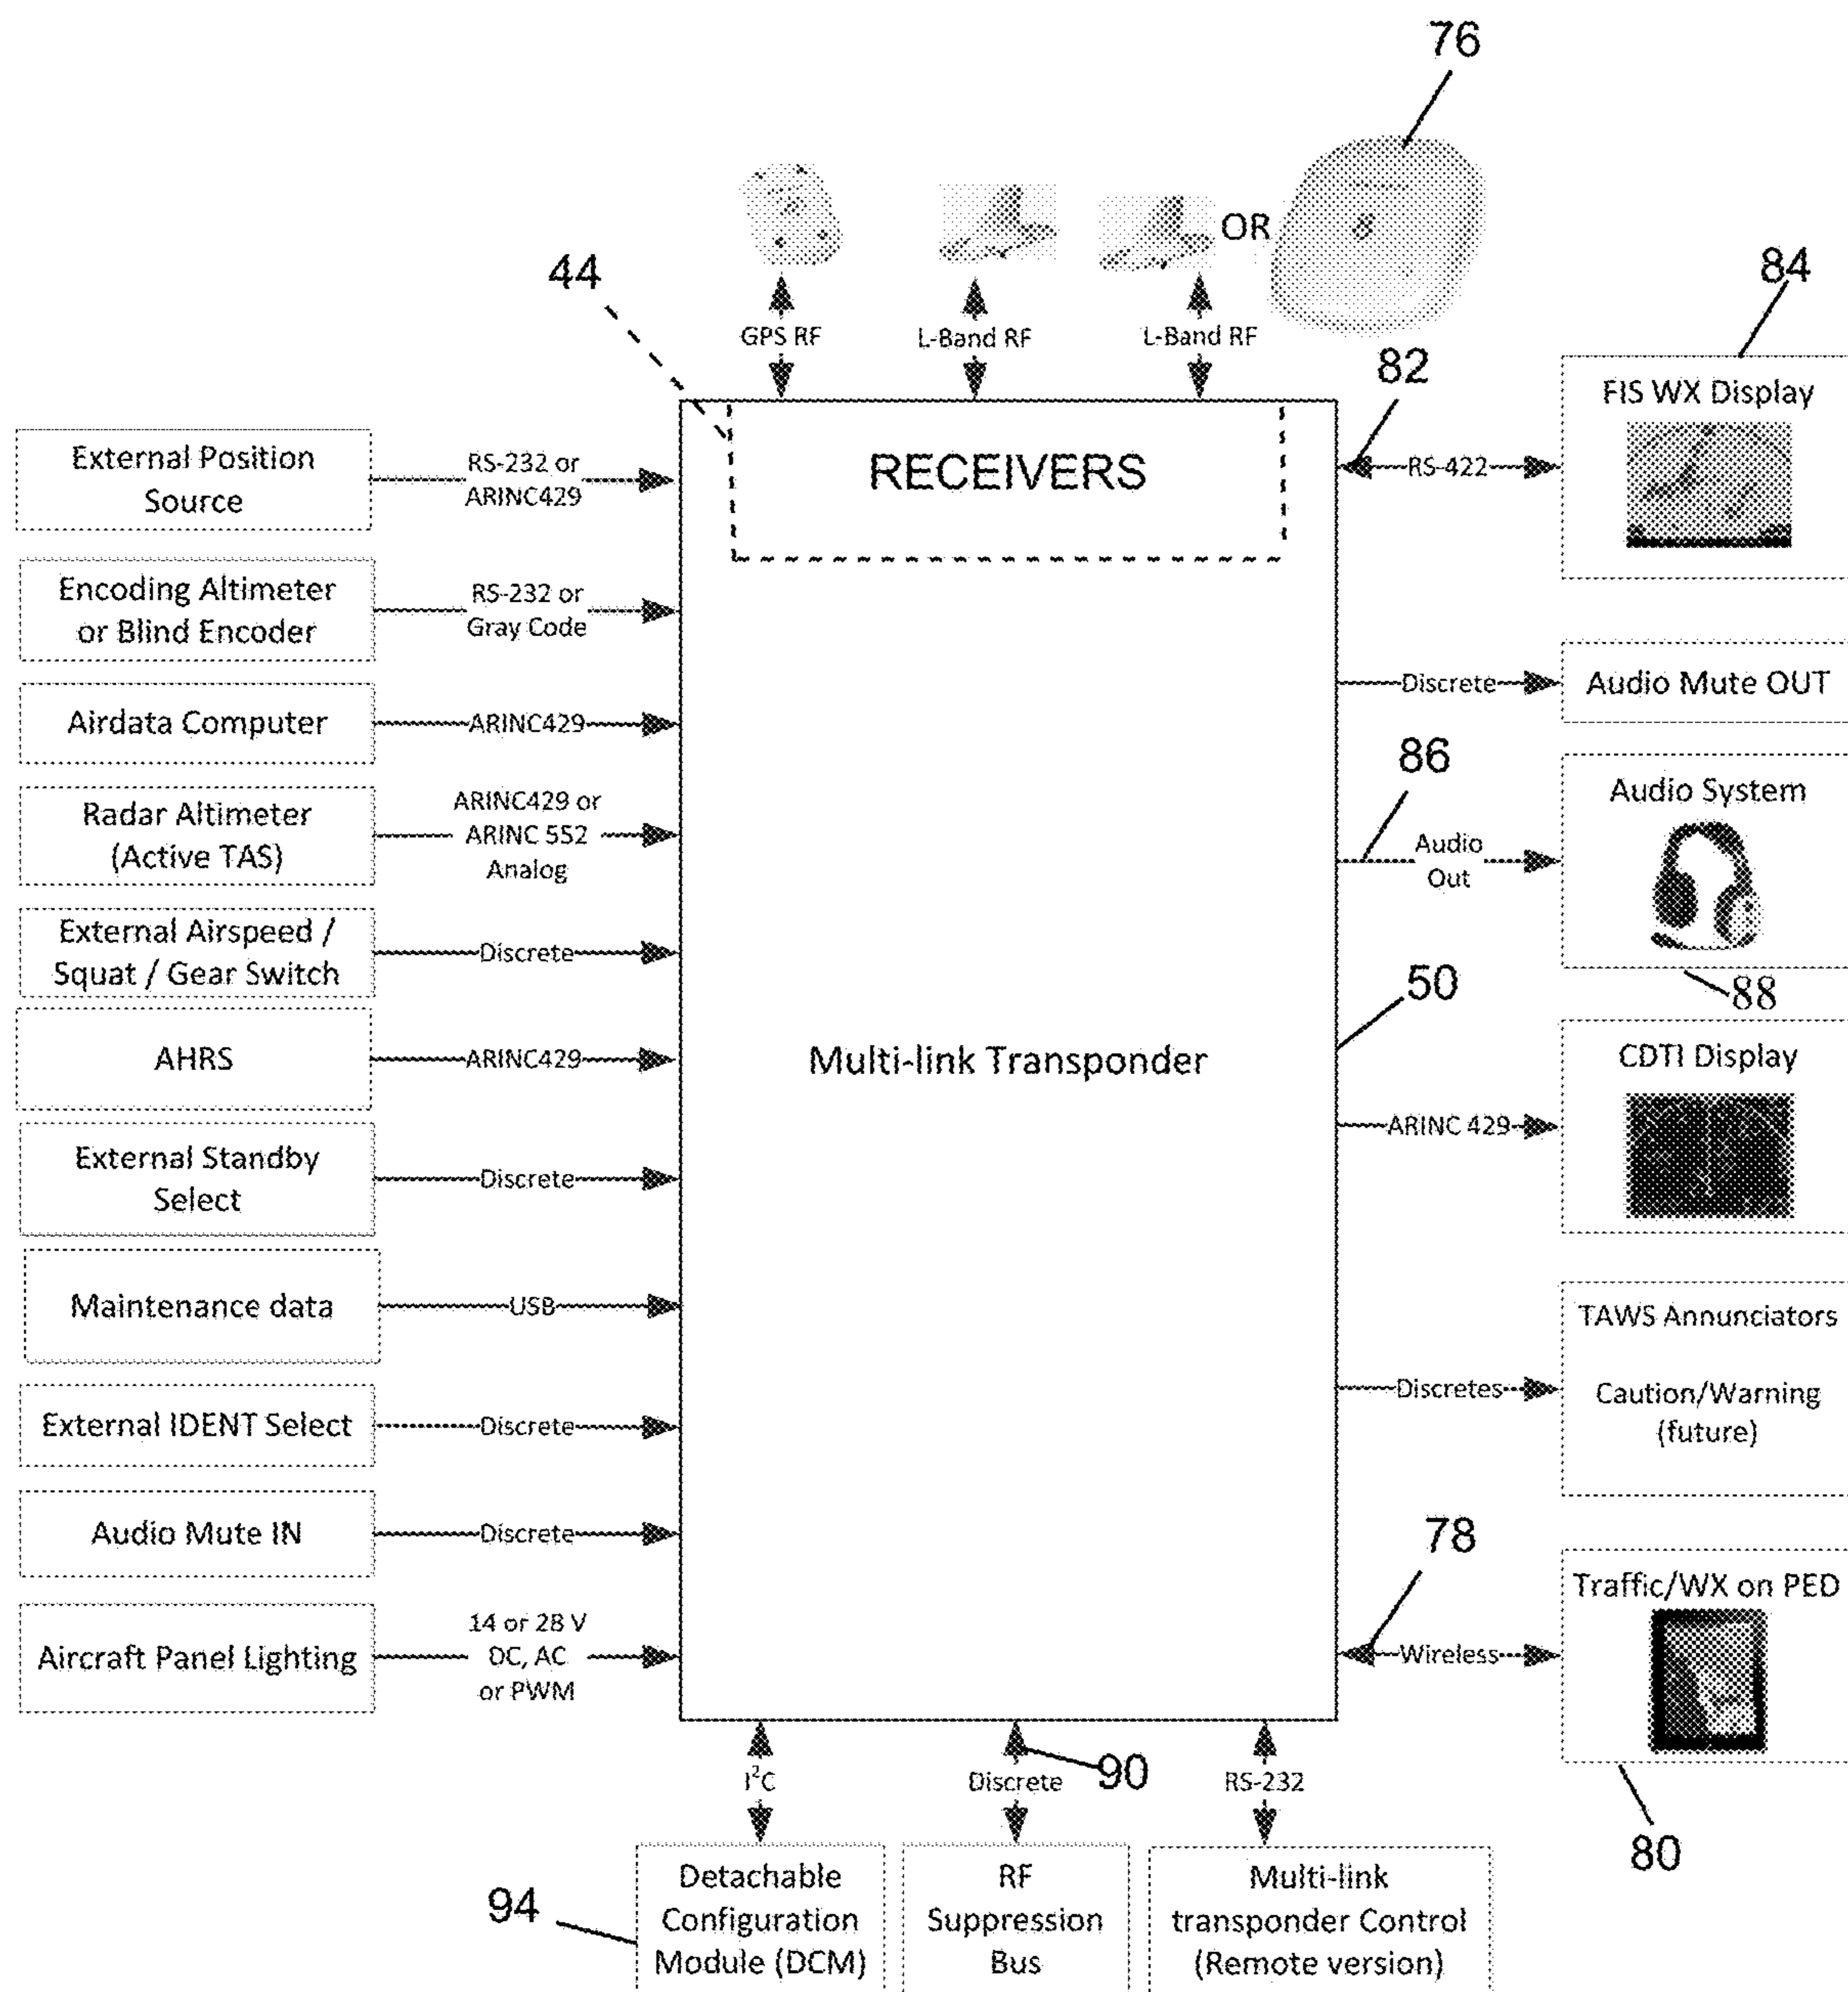 76
OR
44
84
GPS RF
L-Band RF
L-Band RF
82
FIS WX Display
RECEIVERS
External Position
Source
RS-232 or
ARINC429
RS-422
Encoding Altimeter
or Blind Encoder
RS-232 or
Gray Code
Discrete
Audio Mute OUT
Airdata Computer
ARINC429
86
Audio System
Radar Altimeter
(Active TAS)
ARINC429 or
ARINC 552
Analog
Audio
Out
External Airspeed /
Squat / Gear Switch
Discrete
50
88
AHRS
ARINC429
Multi-link Transponder
CDTI Display
ARINC 429
External Standby
Select
Discrete
Maintenance data
USB
TAWS Annunciators
Caution/Warning
(future)
Discretes
External IDENT Select
Discrete
Audio Mute IN
Discrete
78
Traffic/WX on PED
Aircraft Panel Lighting
14 or 28 V
DC, AC
or PWM
Wireless
I²C
Discrete
90
RS-232
80
94
Detachable
Configuration
Module (DCM)
RF
Suppression
Bus
Multi-link
transponder Control
(Remote version)